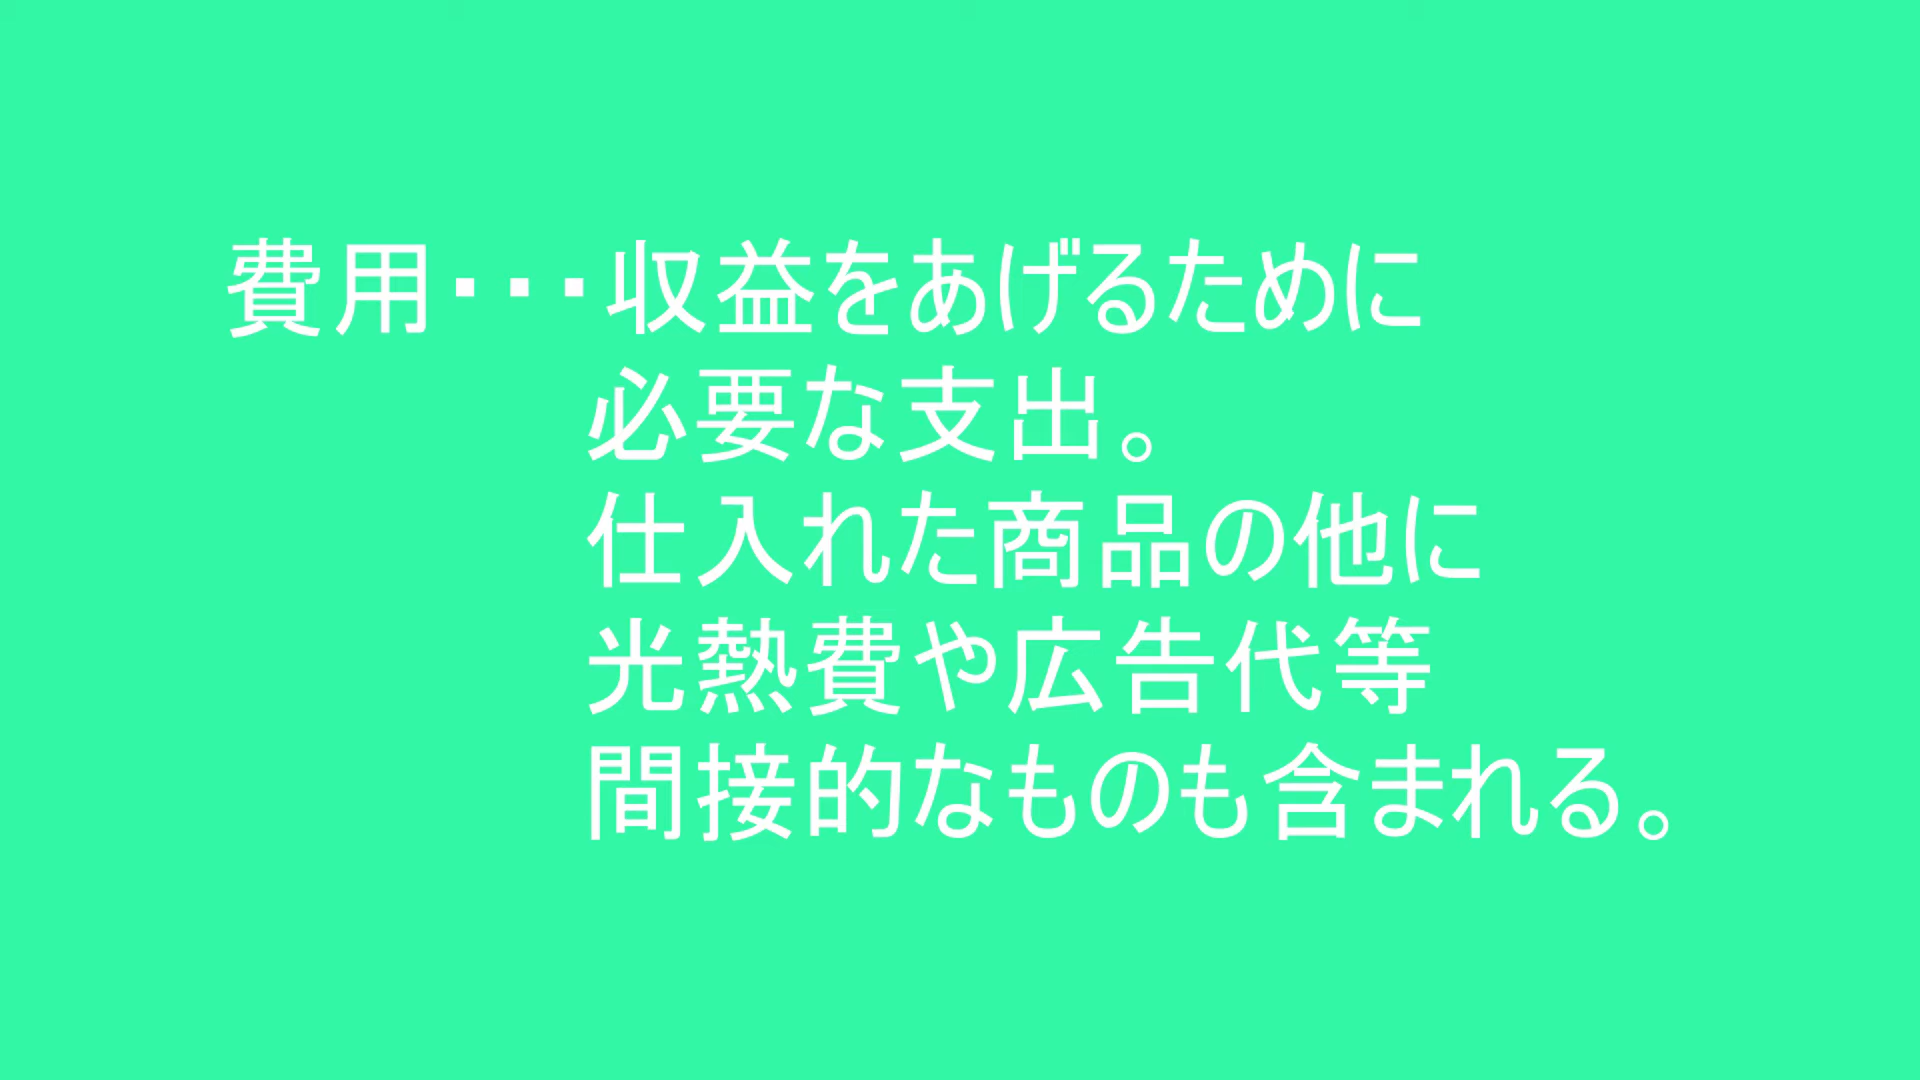 費用･･･収益をあげるために
必要な支出。
仕入れた商品の他に
光熱費や広告代等
間接的なものも含まれる。